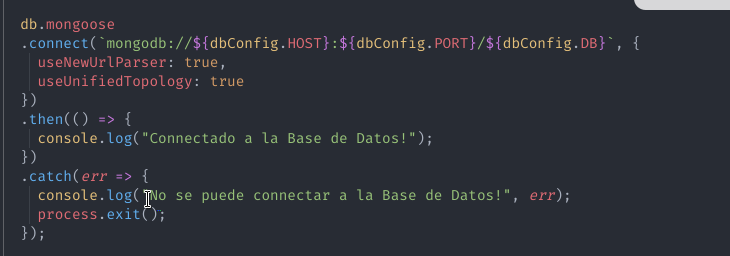 db.mongoose
.connect(`mongodb://${dbConfig.HOST}:${dbConfig.PORT}/${dbConfig.DB}`, {
  useNewUrlParser: true,
  useUnifiedTopology: true
})
.then(() => {
  console.log("Connectado a la Base de Datos!");
})
.catch(err => {
  console.log("No se puede connectar a la Base de Datos!", err);
  process.exit();
});